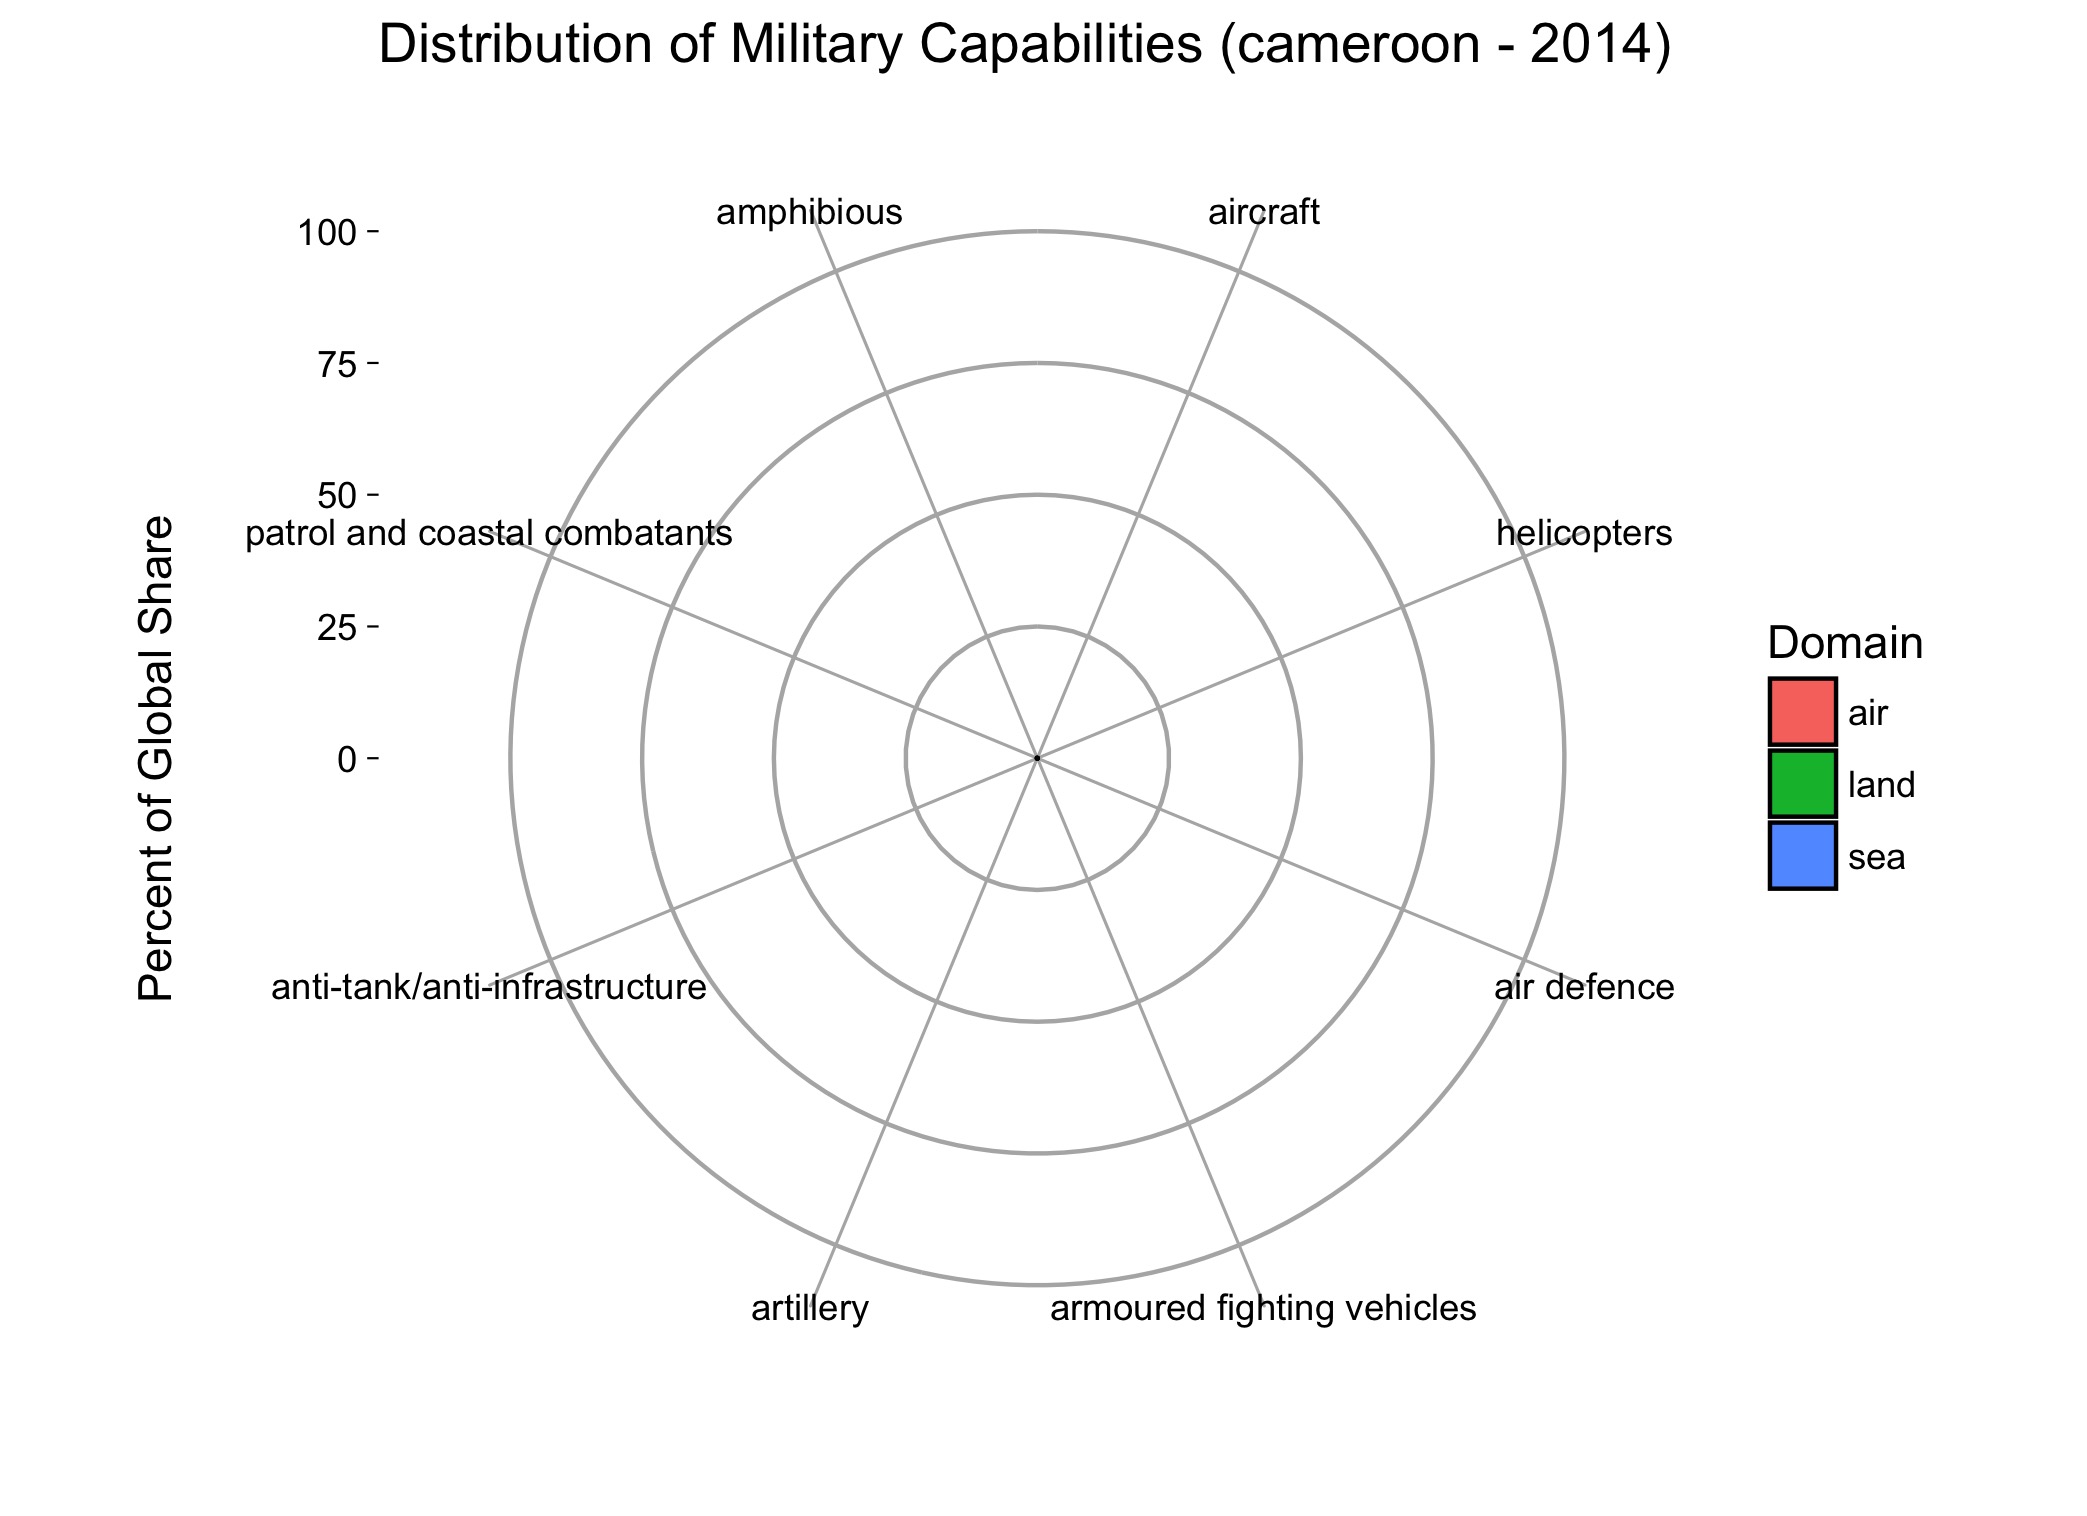 Distribution of Military Capabilities (cameroon - 2014)
amphibious
aircraft
100
75
50
patrol and coastal combatants
helicopters
25
0
Percent of Global Share
anti-tank/anti-infrastructure
air defence
artillery
armoured fighting vehicles
Domain
air
land
sea